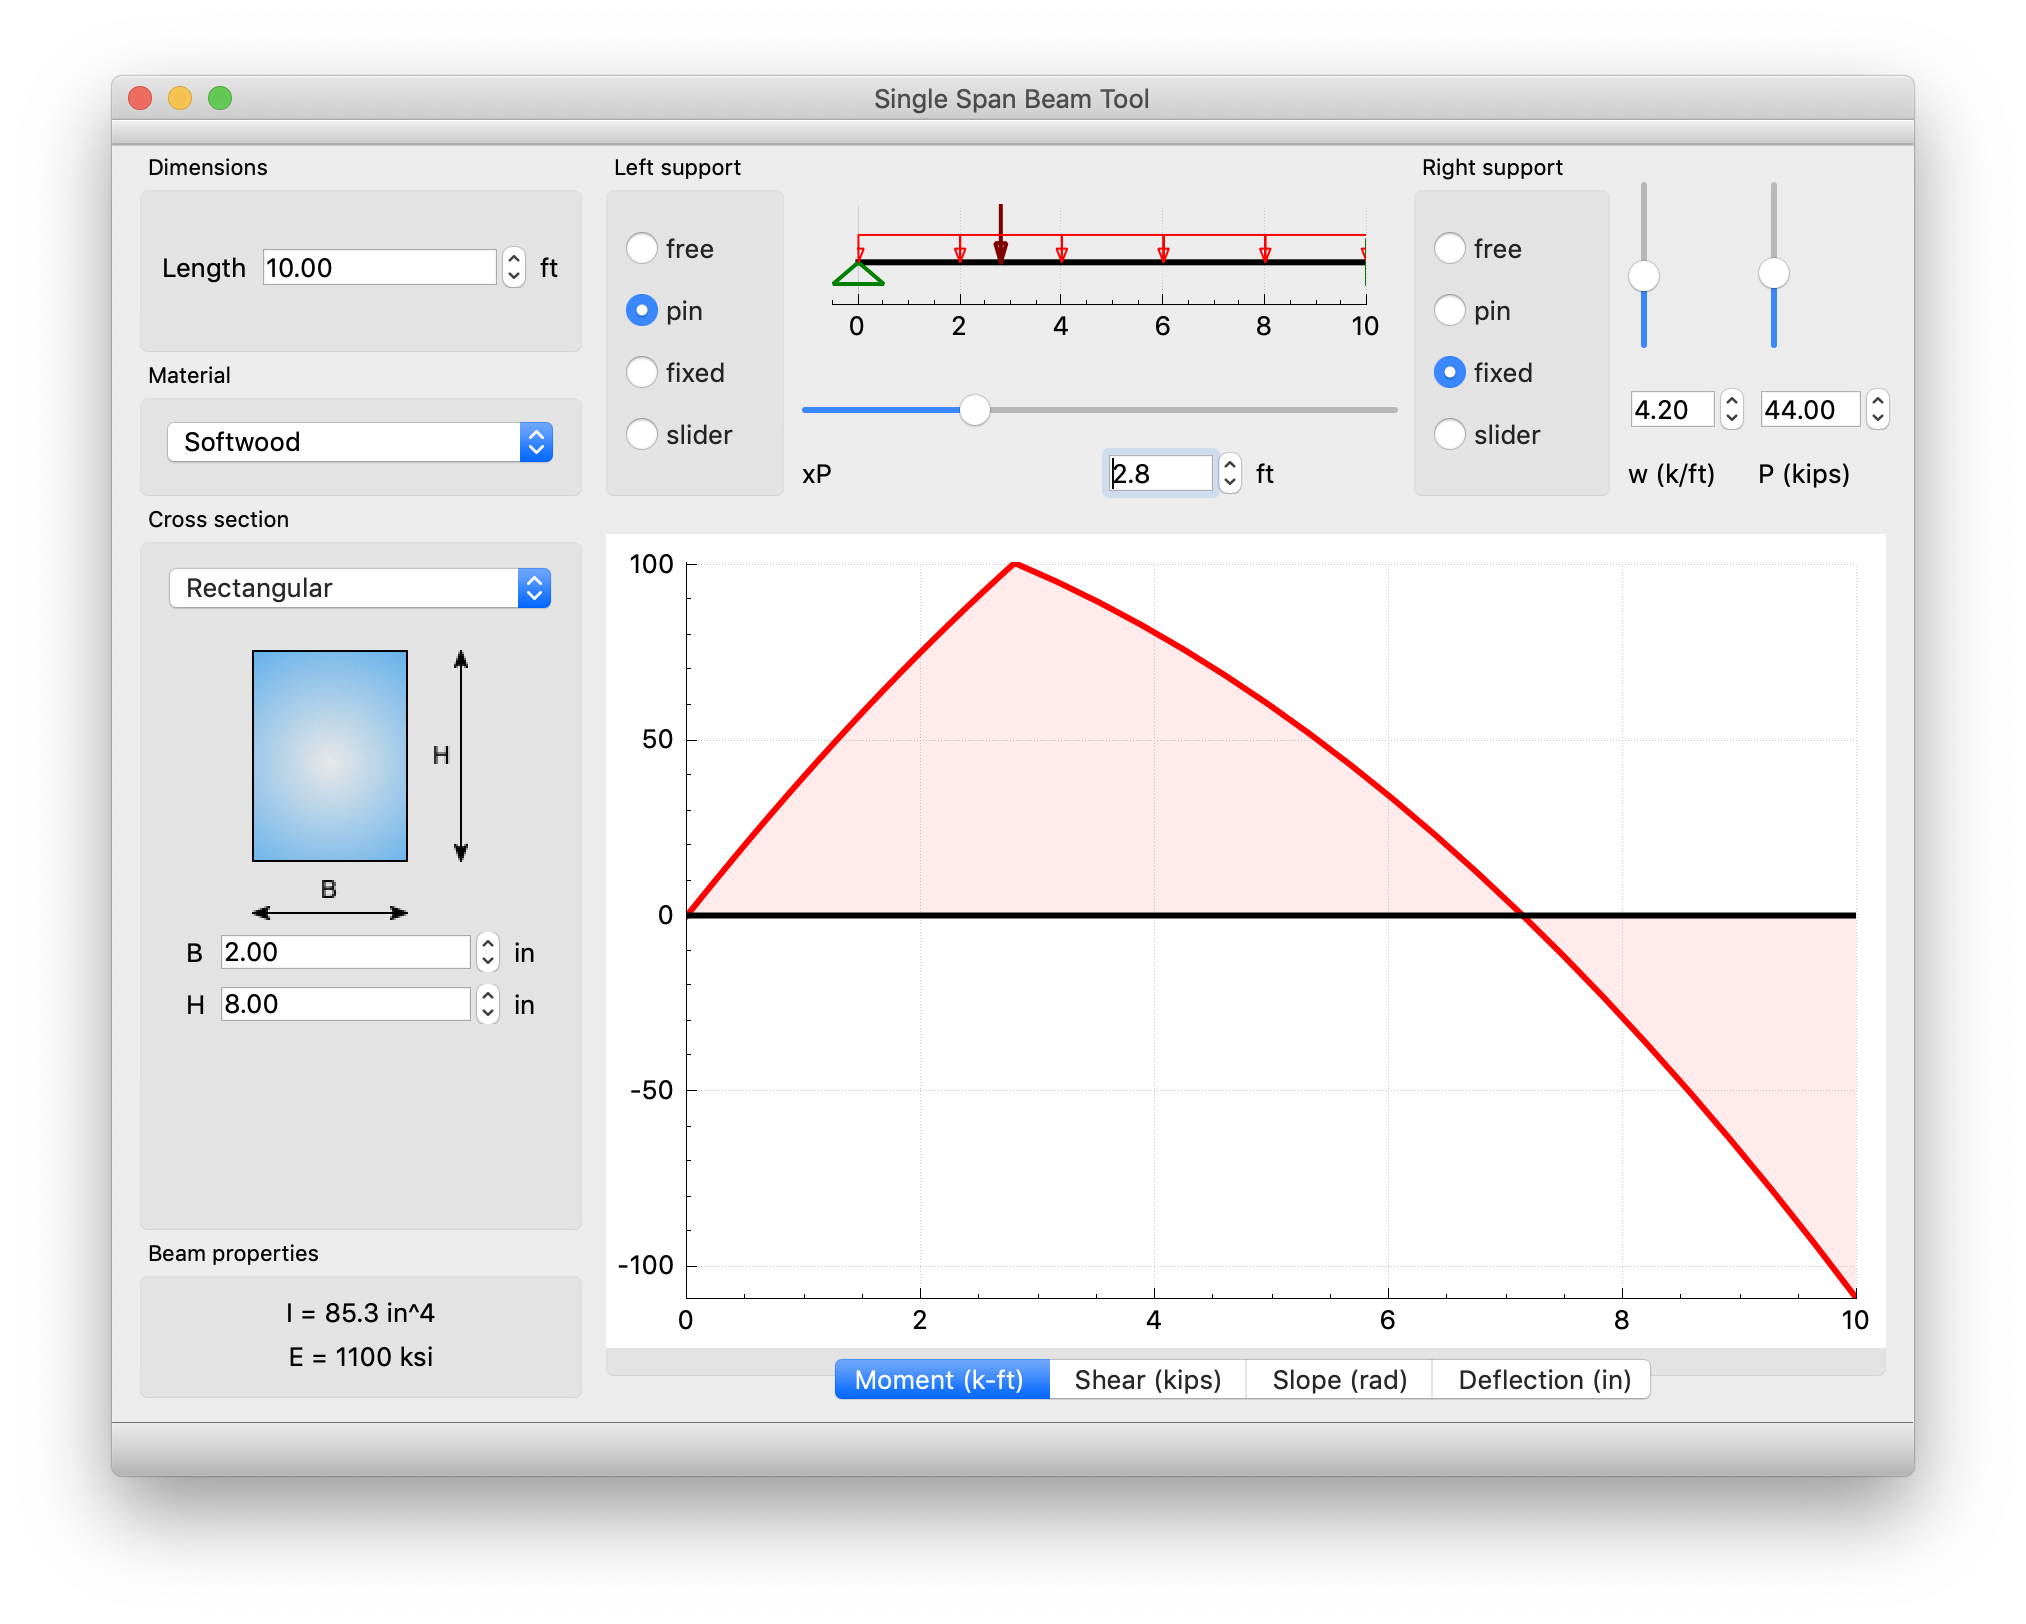 Single Span Beam Tool
Dimensions
Length 10.00 ft
Material
Softwood
Cross section
Rectangular
H
B
B 2.00 in
H 8.00 in
Beam properties
I = 85.3 in^4
E = 1100 ksi
Left support
free
pin
fixed
slider
0 2 4 6 8 10
xP 2.8 ft
Right support
free
pin
fixed
slider
4.20 44.00
w (k/ft) P (kips)
100
50
0
-50
-100
0 2 4 6 8 10
Moment (k-ft) Shear (kips) Slope (rad) Deflection (in)